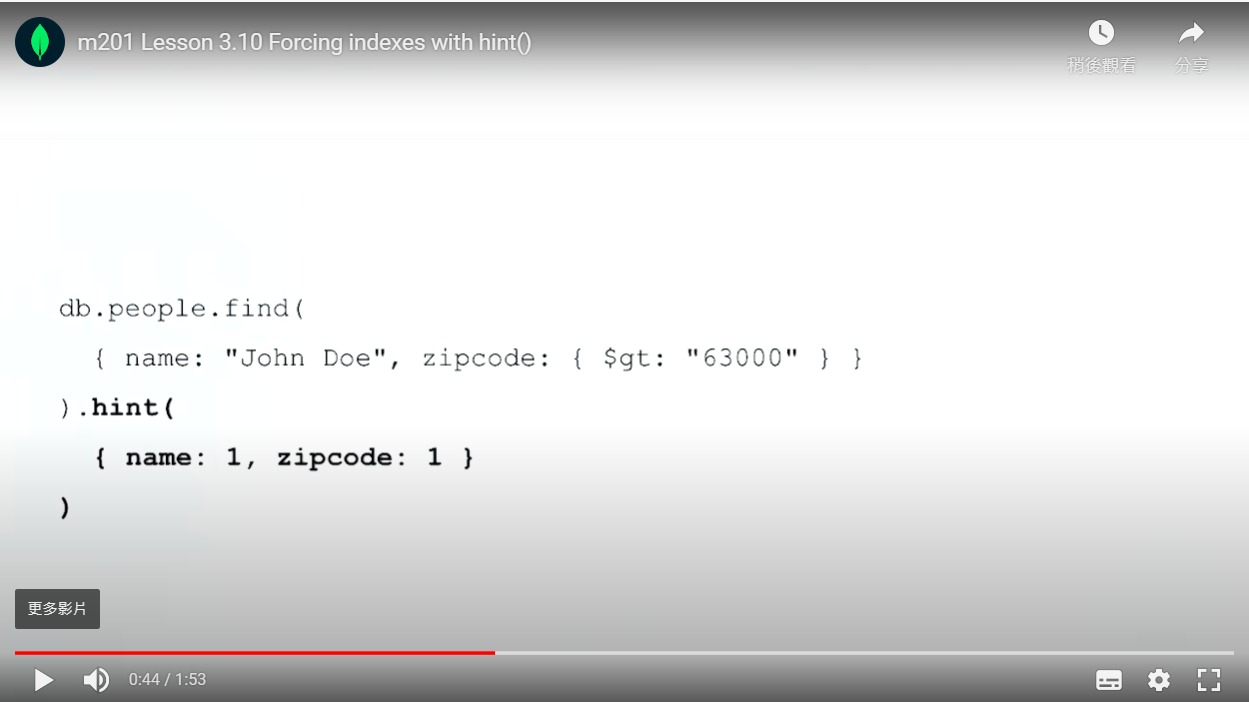 m201 Lesson 3.10 Forcing indexes with hint()
稍後觀看
分享
db.people.find(
{ name: "John Doe", zipcode: { $gt: "63000" } }
).hint(
{ name: 1, zipcode: 1 }
)
更多影片
0:44 / 1:53